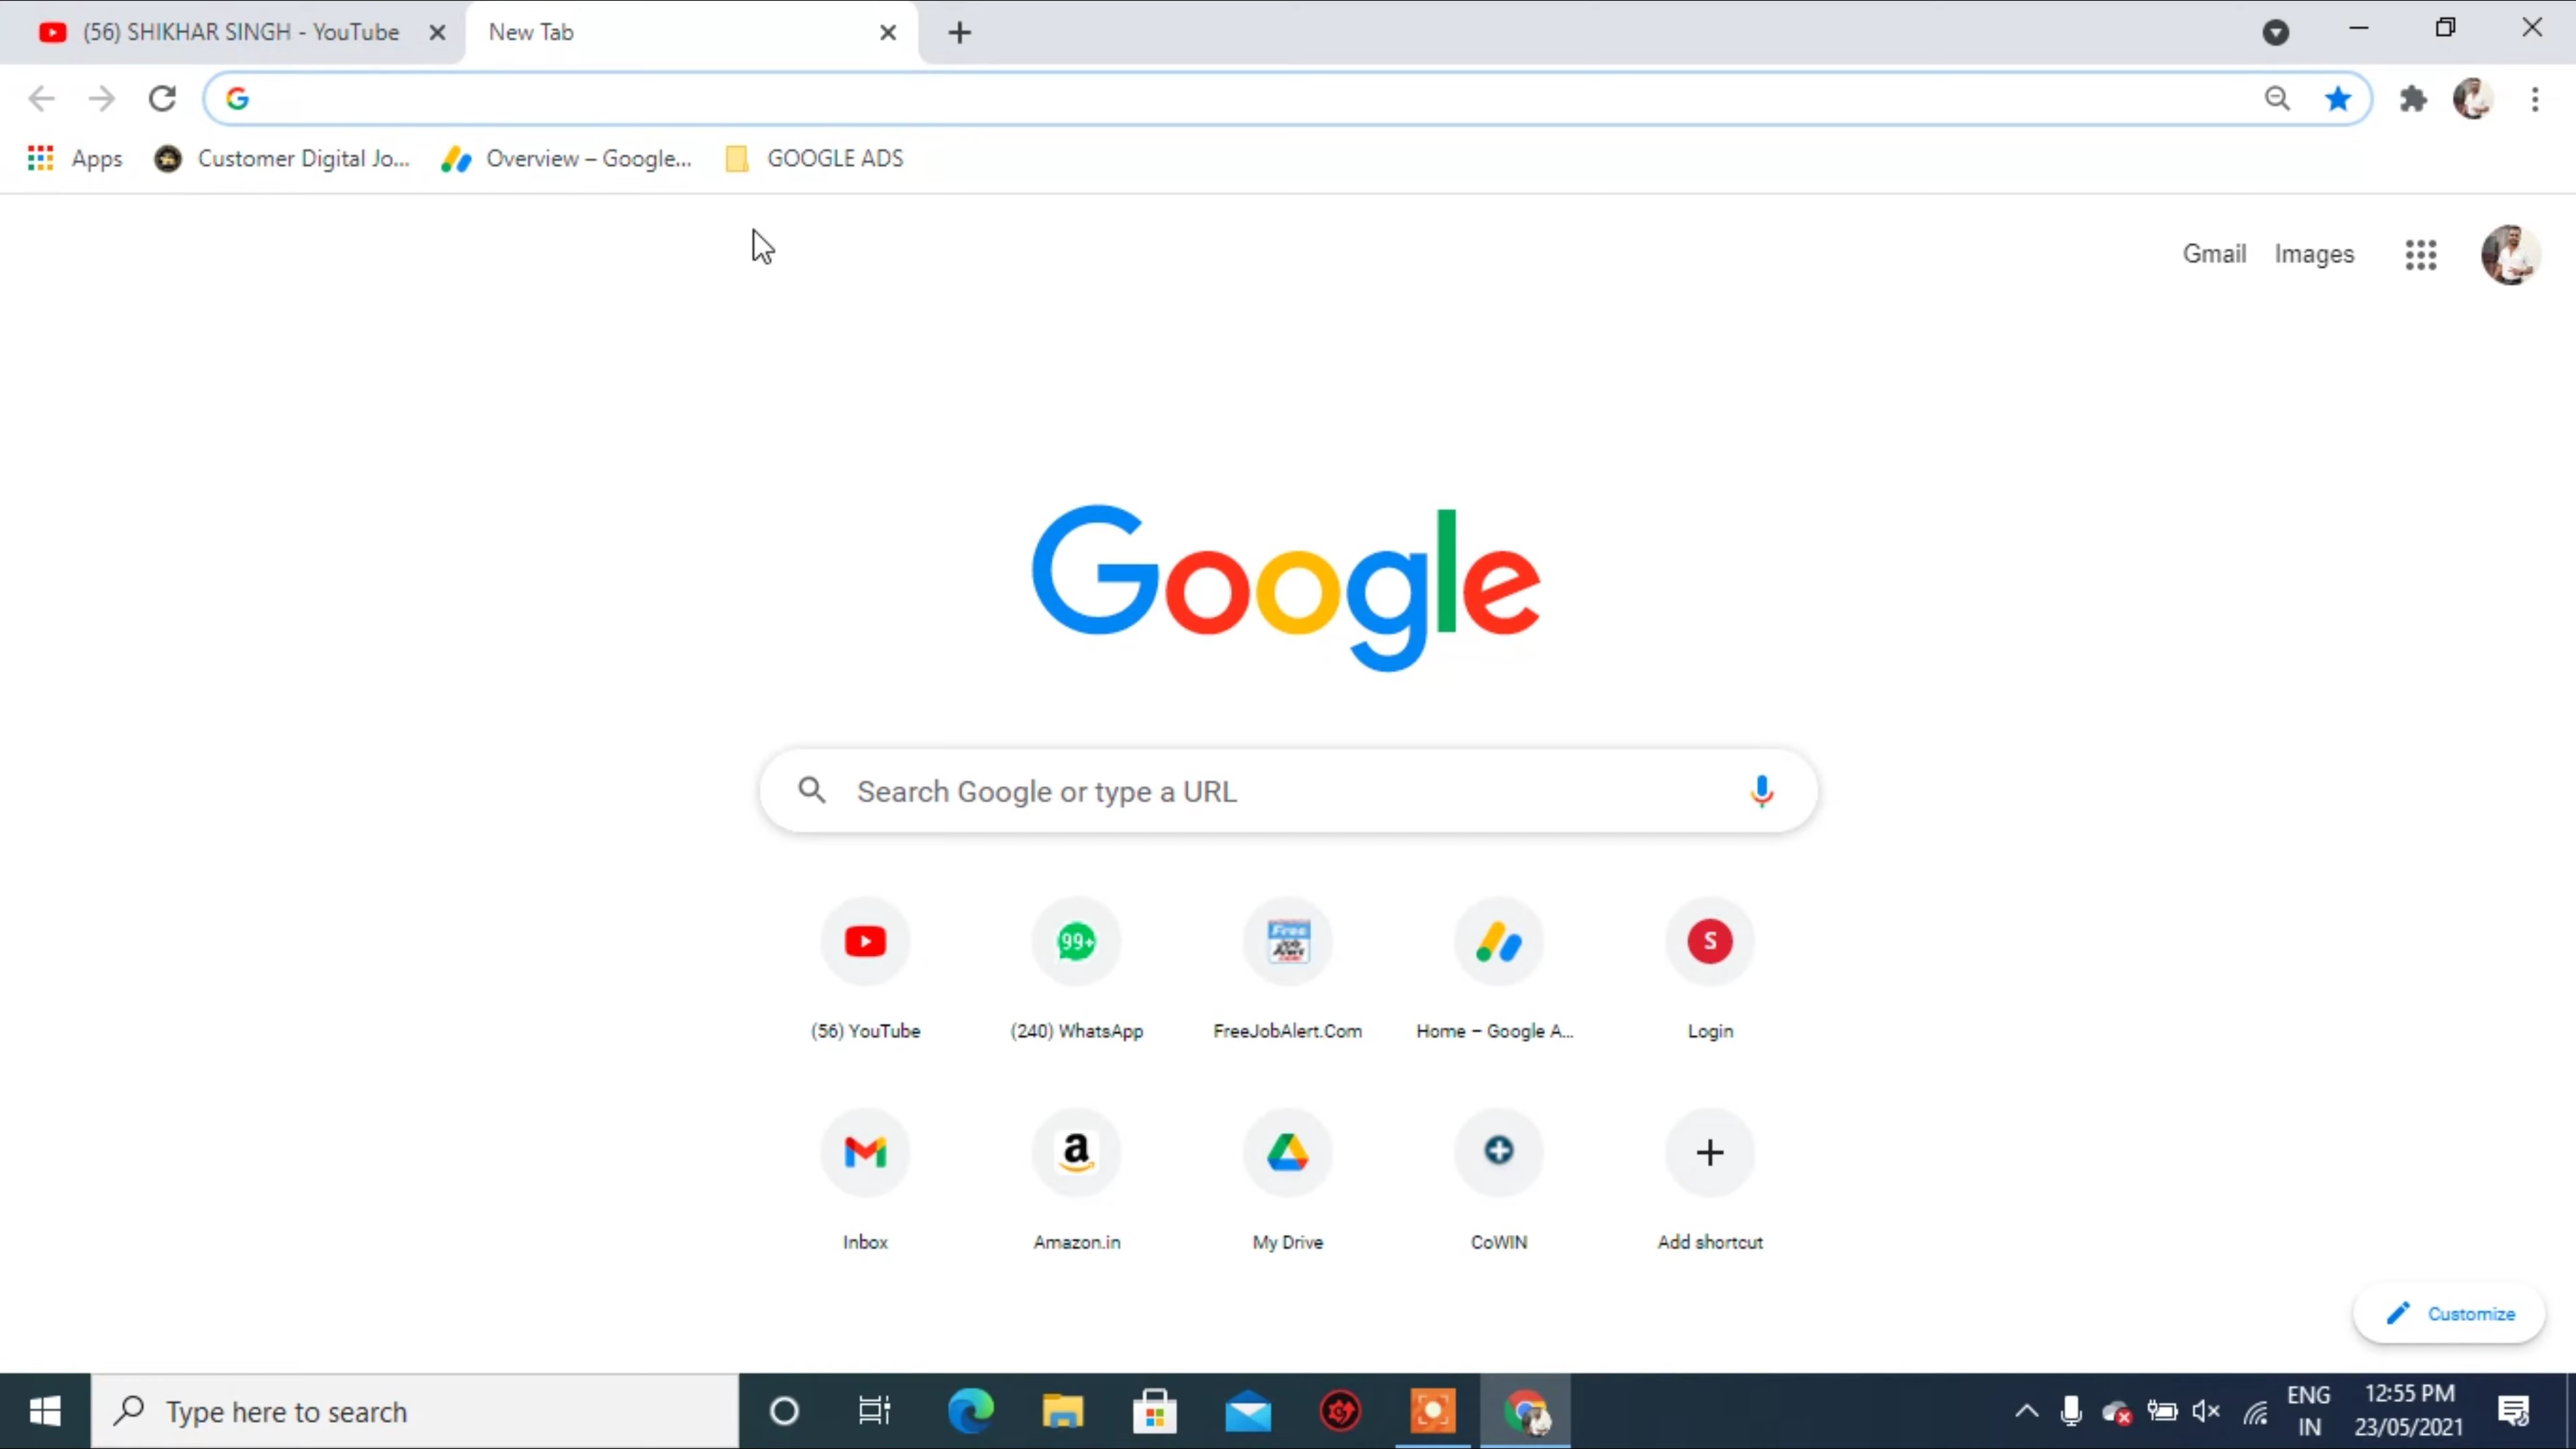 (56) SHIKHAR SINGH - YouTube
New Tab
Apps
Customer Digital Jo...
Overview – Google...
GOOGLE ADS
Gmail
Images
Google
Search Google or type a URL
99+
Free
S
(56) YouTube
(240) WhatsApp
FreeJobAlert.Com
Home – Google A...
Login
a
Inbox
Amazon.in
My Drive
CoWIN
Add shortcut
Customize
Type here to search
ENG
IN
12:55 PM
23/05/2021